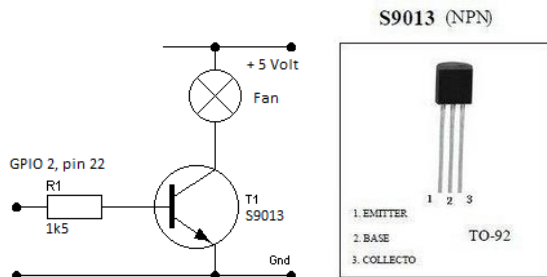 S9013 (NPN)
+ 5 Volt
Fan
GPIO 2, pin 22
R1
1k5
T1
S9013
Gnd
1 2 3
1. EMITTER
2. BASE
3. COLLECTO
TO-92